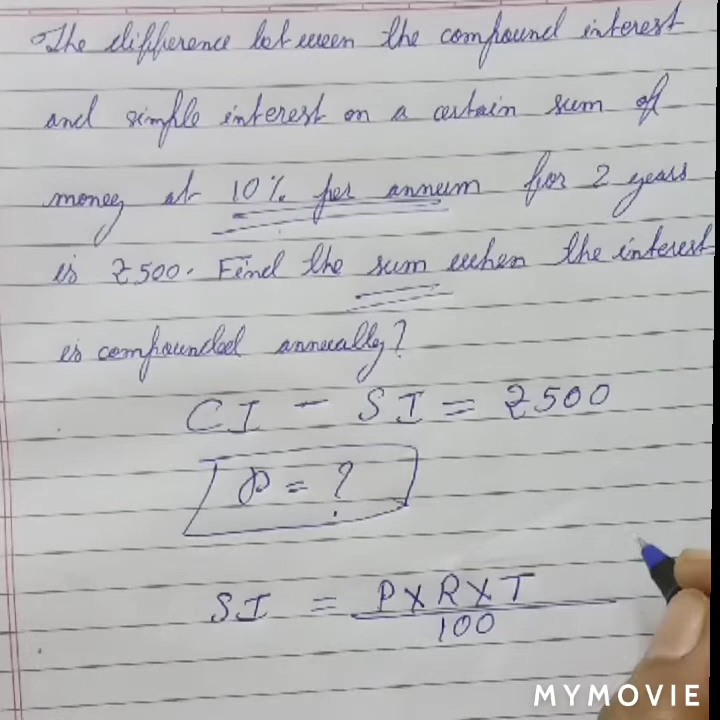 The difference between the compound interest
and simple interest on a certain sum of
money at 10% per annum for 2 years
is ₹500. Find the sum when the interest
is compounded annually?
CI - SI = ₹500
P = ?
SI = P×R×T
100
MYMOVIE